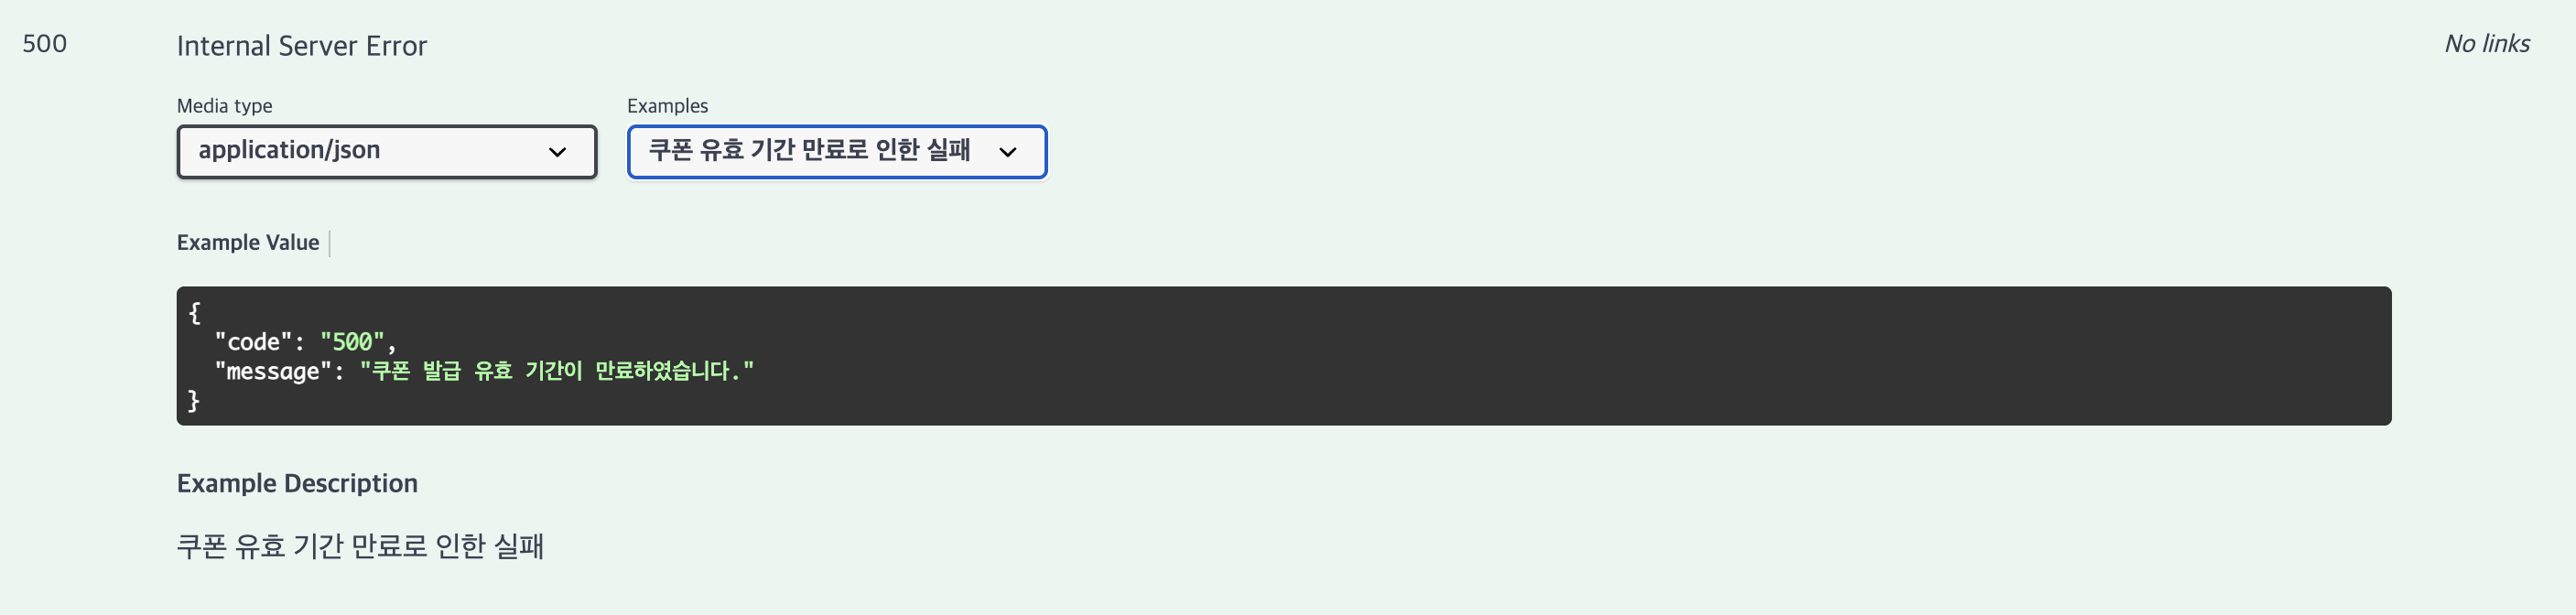 500
Internal Server Error
No links
Media type
Examples
application/json
쿠폰 유효 기간 만료로 인한 실패
Example Value
{
"code": "500",
"message": "쿠폰 발급 유효 기간이 만료하였습니다."
}
Example Description
쿠폰 유효 기간 만료로 인한 실패